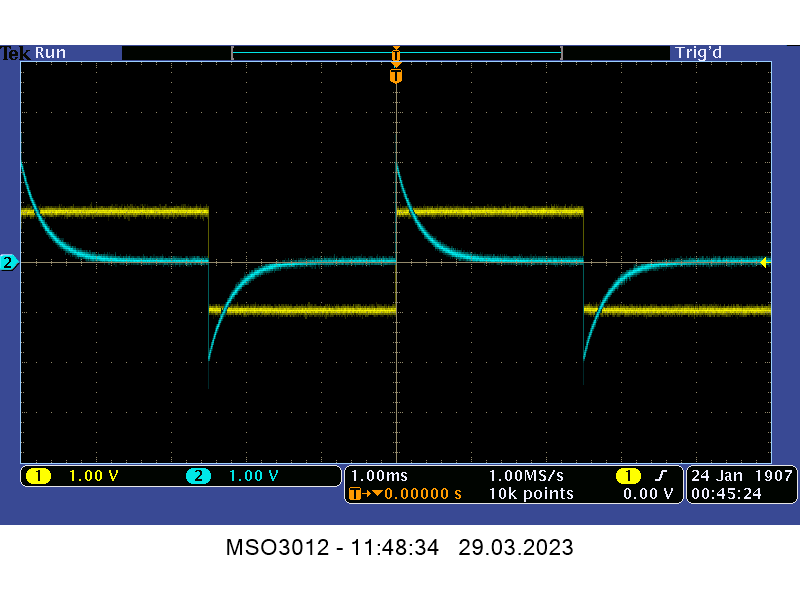 Tek Run Trig'd
T
T
2
1 1.00 V 2 1.00 V
1.00ms 1.00MS/s 1 0.00 V
T→▼0.00000 s 10k points
24 Jan 1907
00:45:24
MSO3012 - 11:48:34 29.03.2023